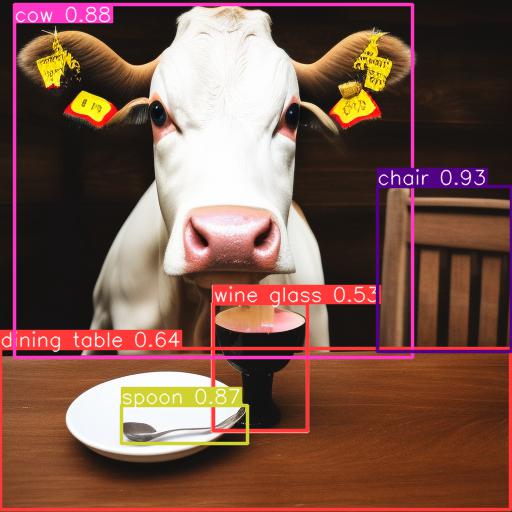 cow 0.88
chair 0.93
wine glass 0.53
dining table 0.64
spoon 0.87